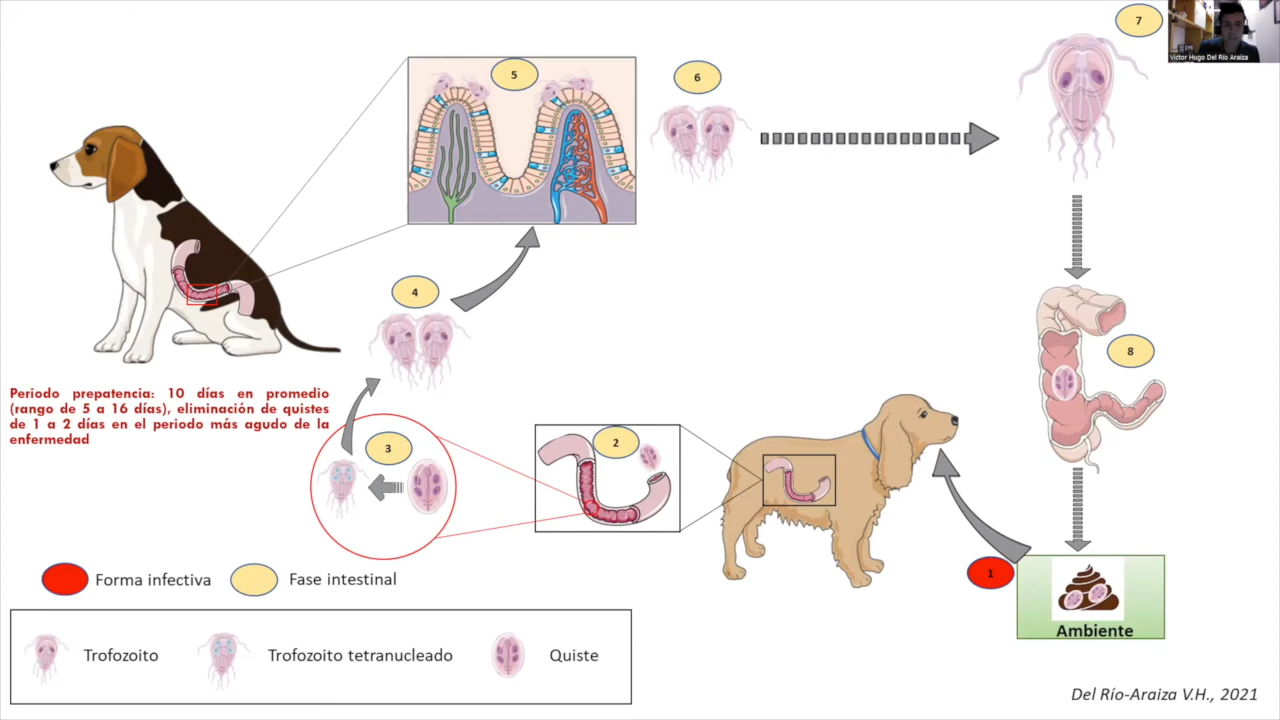 7
Victor Hugo Del Río Araiza
5
6
4
8
Periodo prepatencia: 10 días en promedio
(rango de 5 a 16 días), eliminación de quistes
de 1 a 2 días en el periodo más agudo de la
enfermedad
3
2
1
Forma infectiva
Fase intestinal
Ambiente
Trofozoito
Trofozoito tetranucleado
Quiste
Del Río-Araiza V.H., 2021